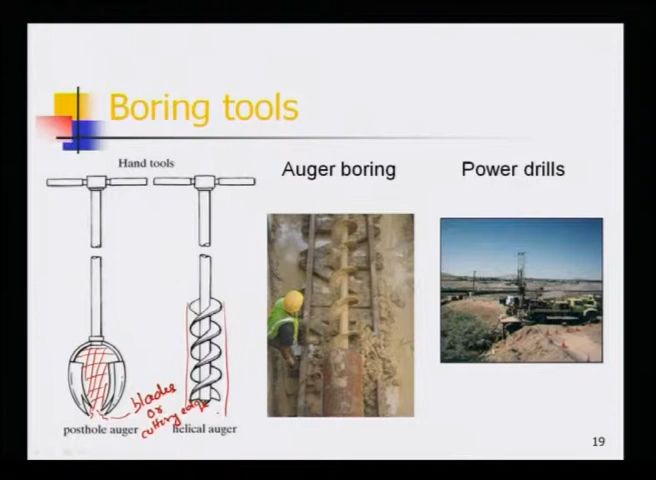 Boring tools
Hand tools
Auger boring
Power drills
blades
or
cutting edge
posthole auger
helical auger
19